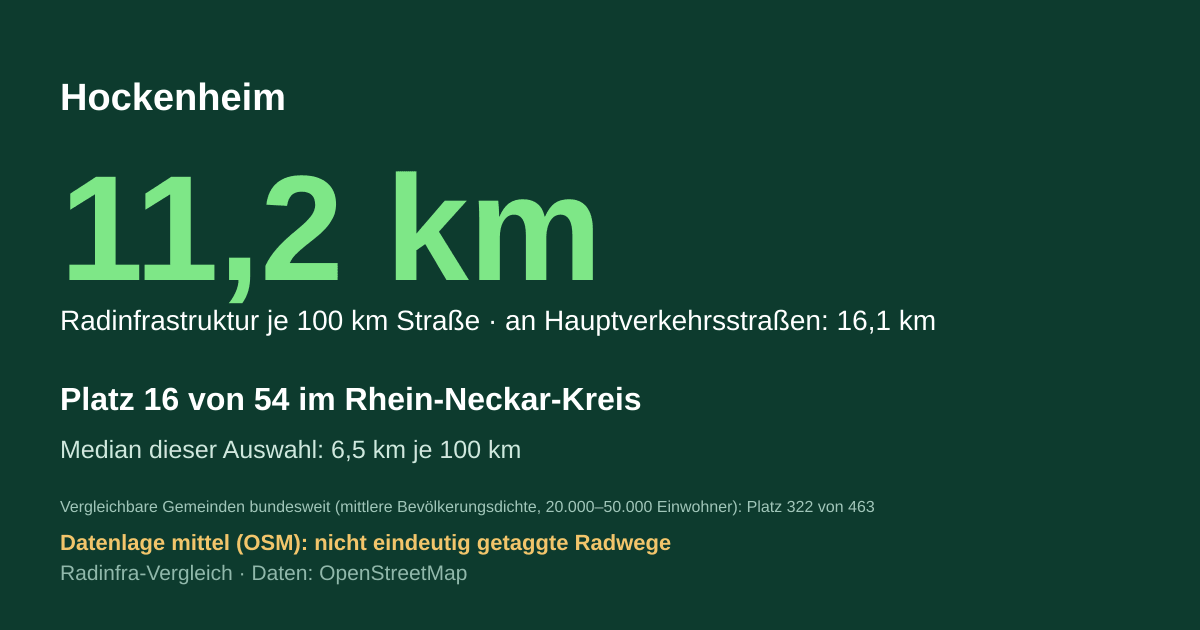 Hockenheim
11,2 km
Radinfrastruktur je 100 km Straße · an Hauptverkehrsstraßen: 16,1 km
Platz 16 von 54 im Rhein-Neckar-Kreis
Median dieser Auswahl: 6,5 km je 100 km
Vergleichbare Gemeinden bundesweit (mittlere Bevölkerungsdichte, 20.000–50.000 Einwohner): Platz 322 von 463
Datenlage mittel (OSM): nicht eindeutig getaggte Radwege
Radinfra-Vergleich · Daten: OpenStreetMap